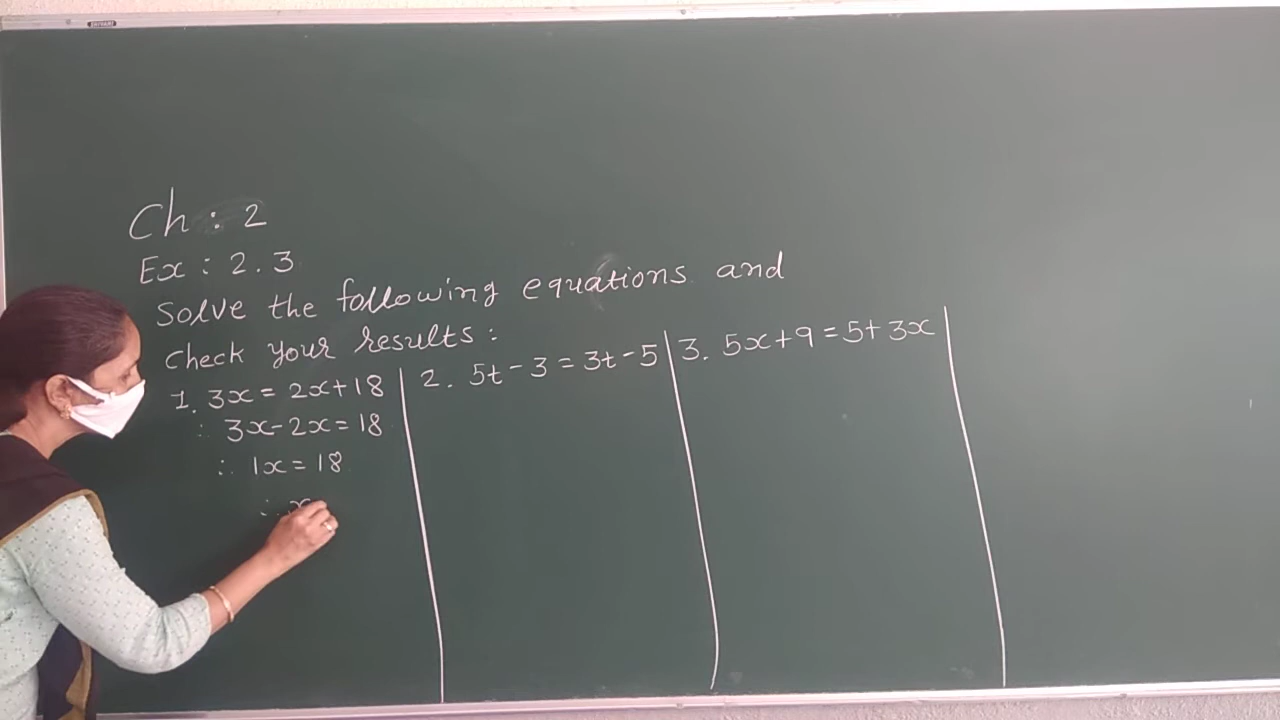 Ch : 2
Ex : 2.3
Solve the following equations and
check your results :
1. 3x = 2x+18
∴ 3x-2x = 18
∴ 1x = 18
∴ x
2. 5t - 3 = 3t - 5
3. 5x+9 = 5+ 3x